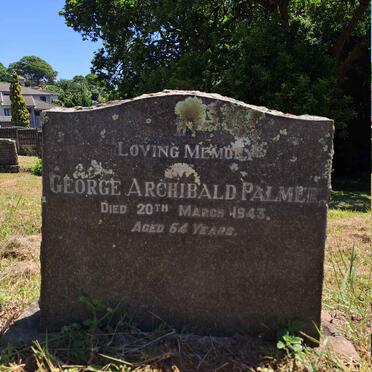 LOVING MEMORY
GEORGE ARCHIBALD PALMER
DIED 20TH MARCH 1943.
AGED 64 YEARS.